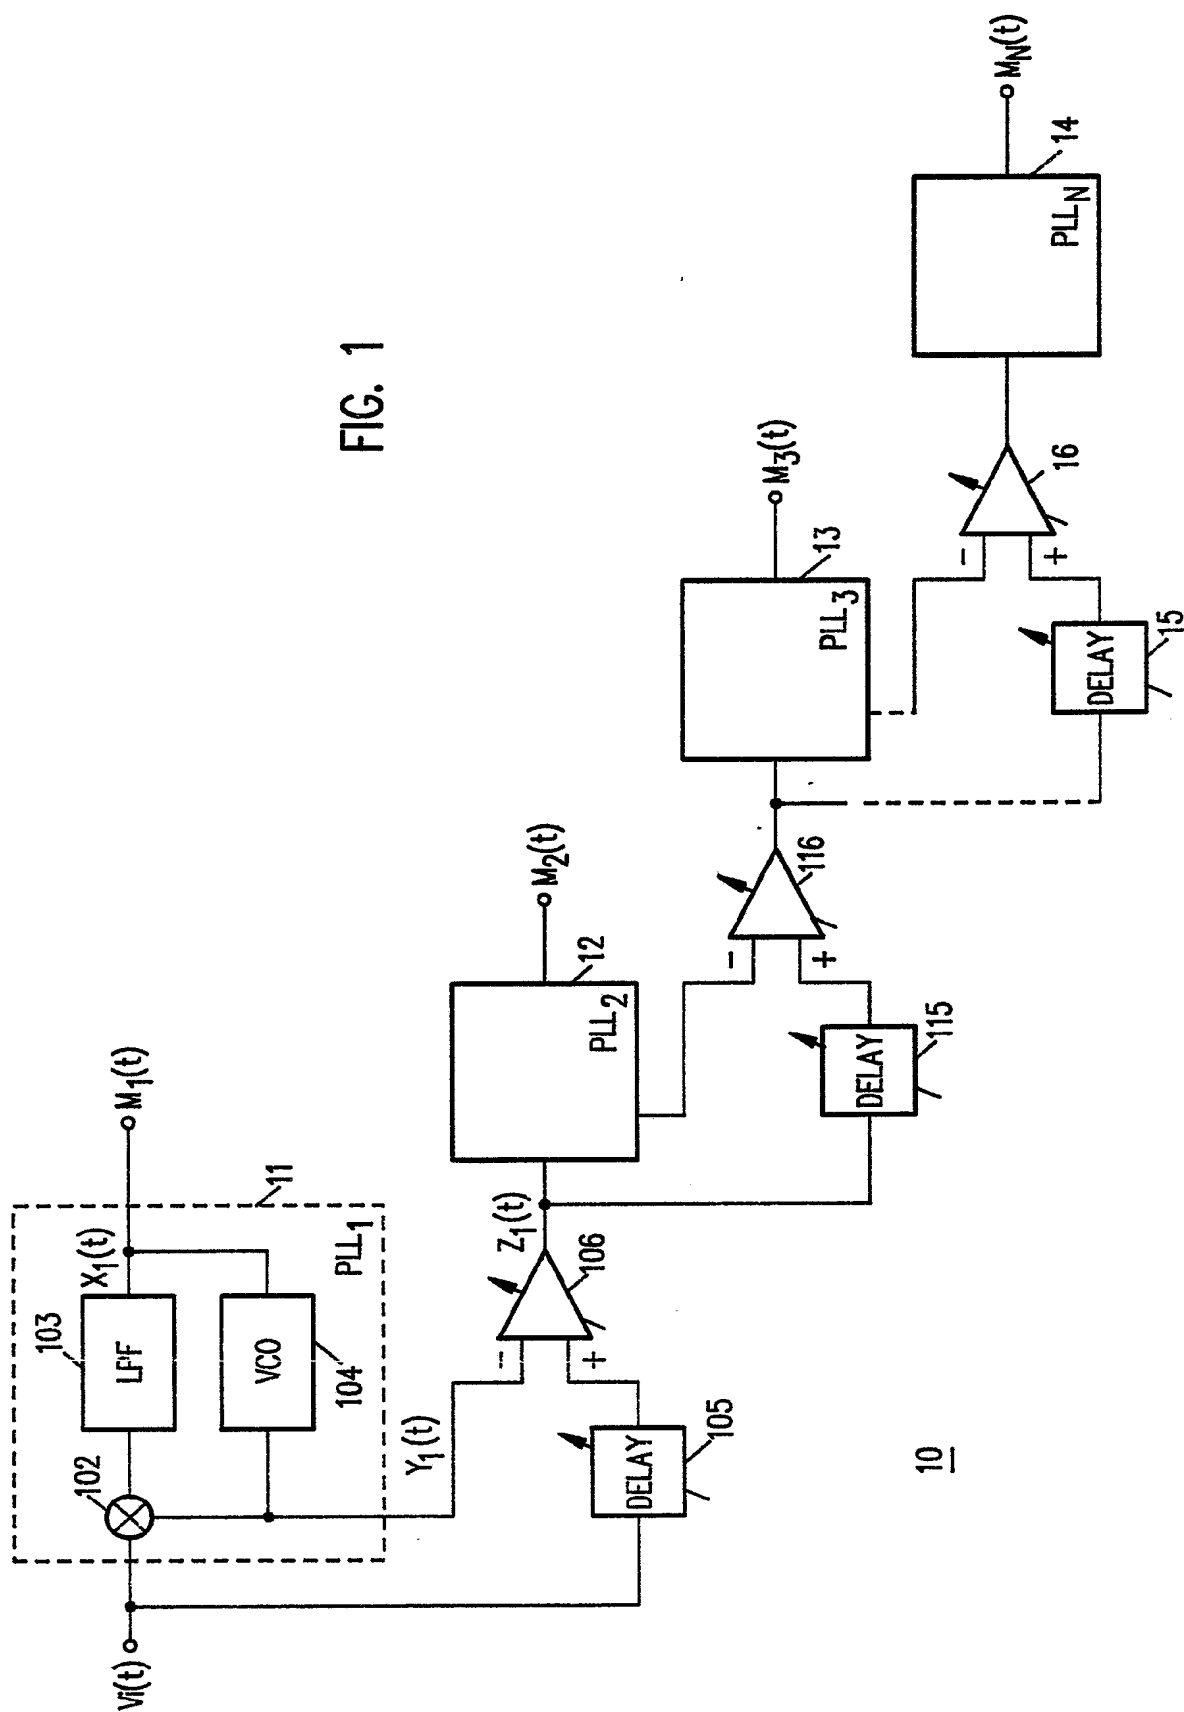 FIG. 1
10
Vi(t)
102
103
LPF
X1(t)
VCO
104
PLL1
11
M1(t)
Y1(t)
DELAY
105
-
+
106
Z1(t)
PLL2
12
M2(t)
DELAY
115
-
+
116
PLL3
13
M3(t)
DELAY
15
-
+
16
PLLN
14
MN(t)